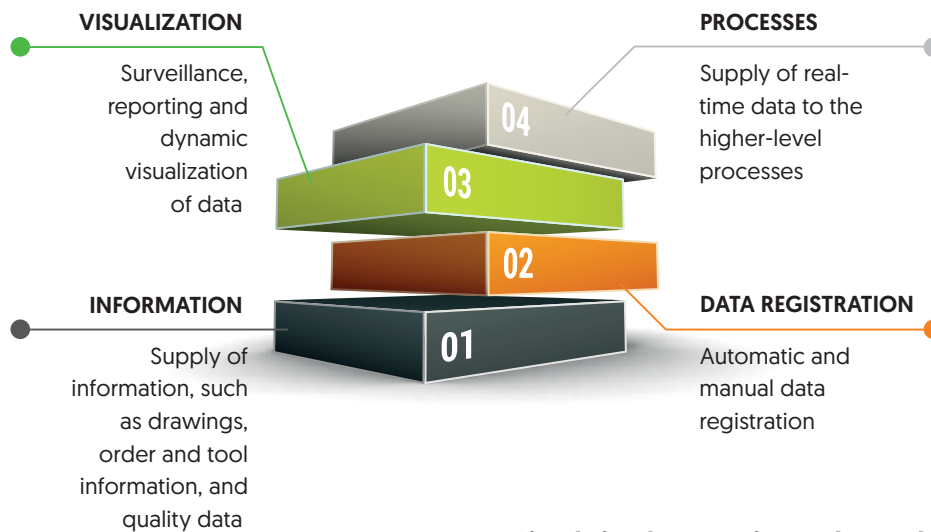 VISUALIZATION
Surveillance,
reporting and
dynamic
visualization
of data
PROCESSES
Supply of real-
time data to the
higher-level
processes
04
03
02
01
INFORMATION
Supply of
information, such
as drawings,
order and tool
information, and
quality data
DATA REGISTRATION
Automatic and
manual data
registration